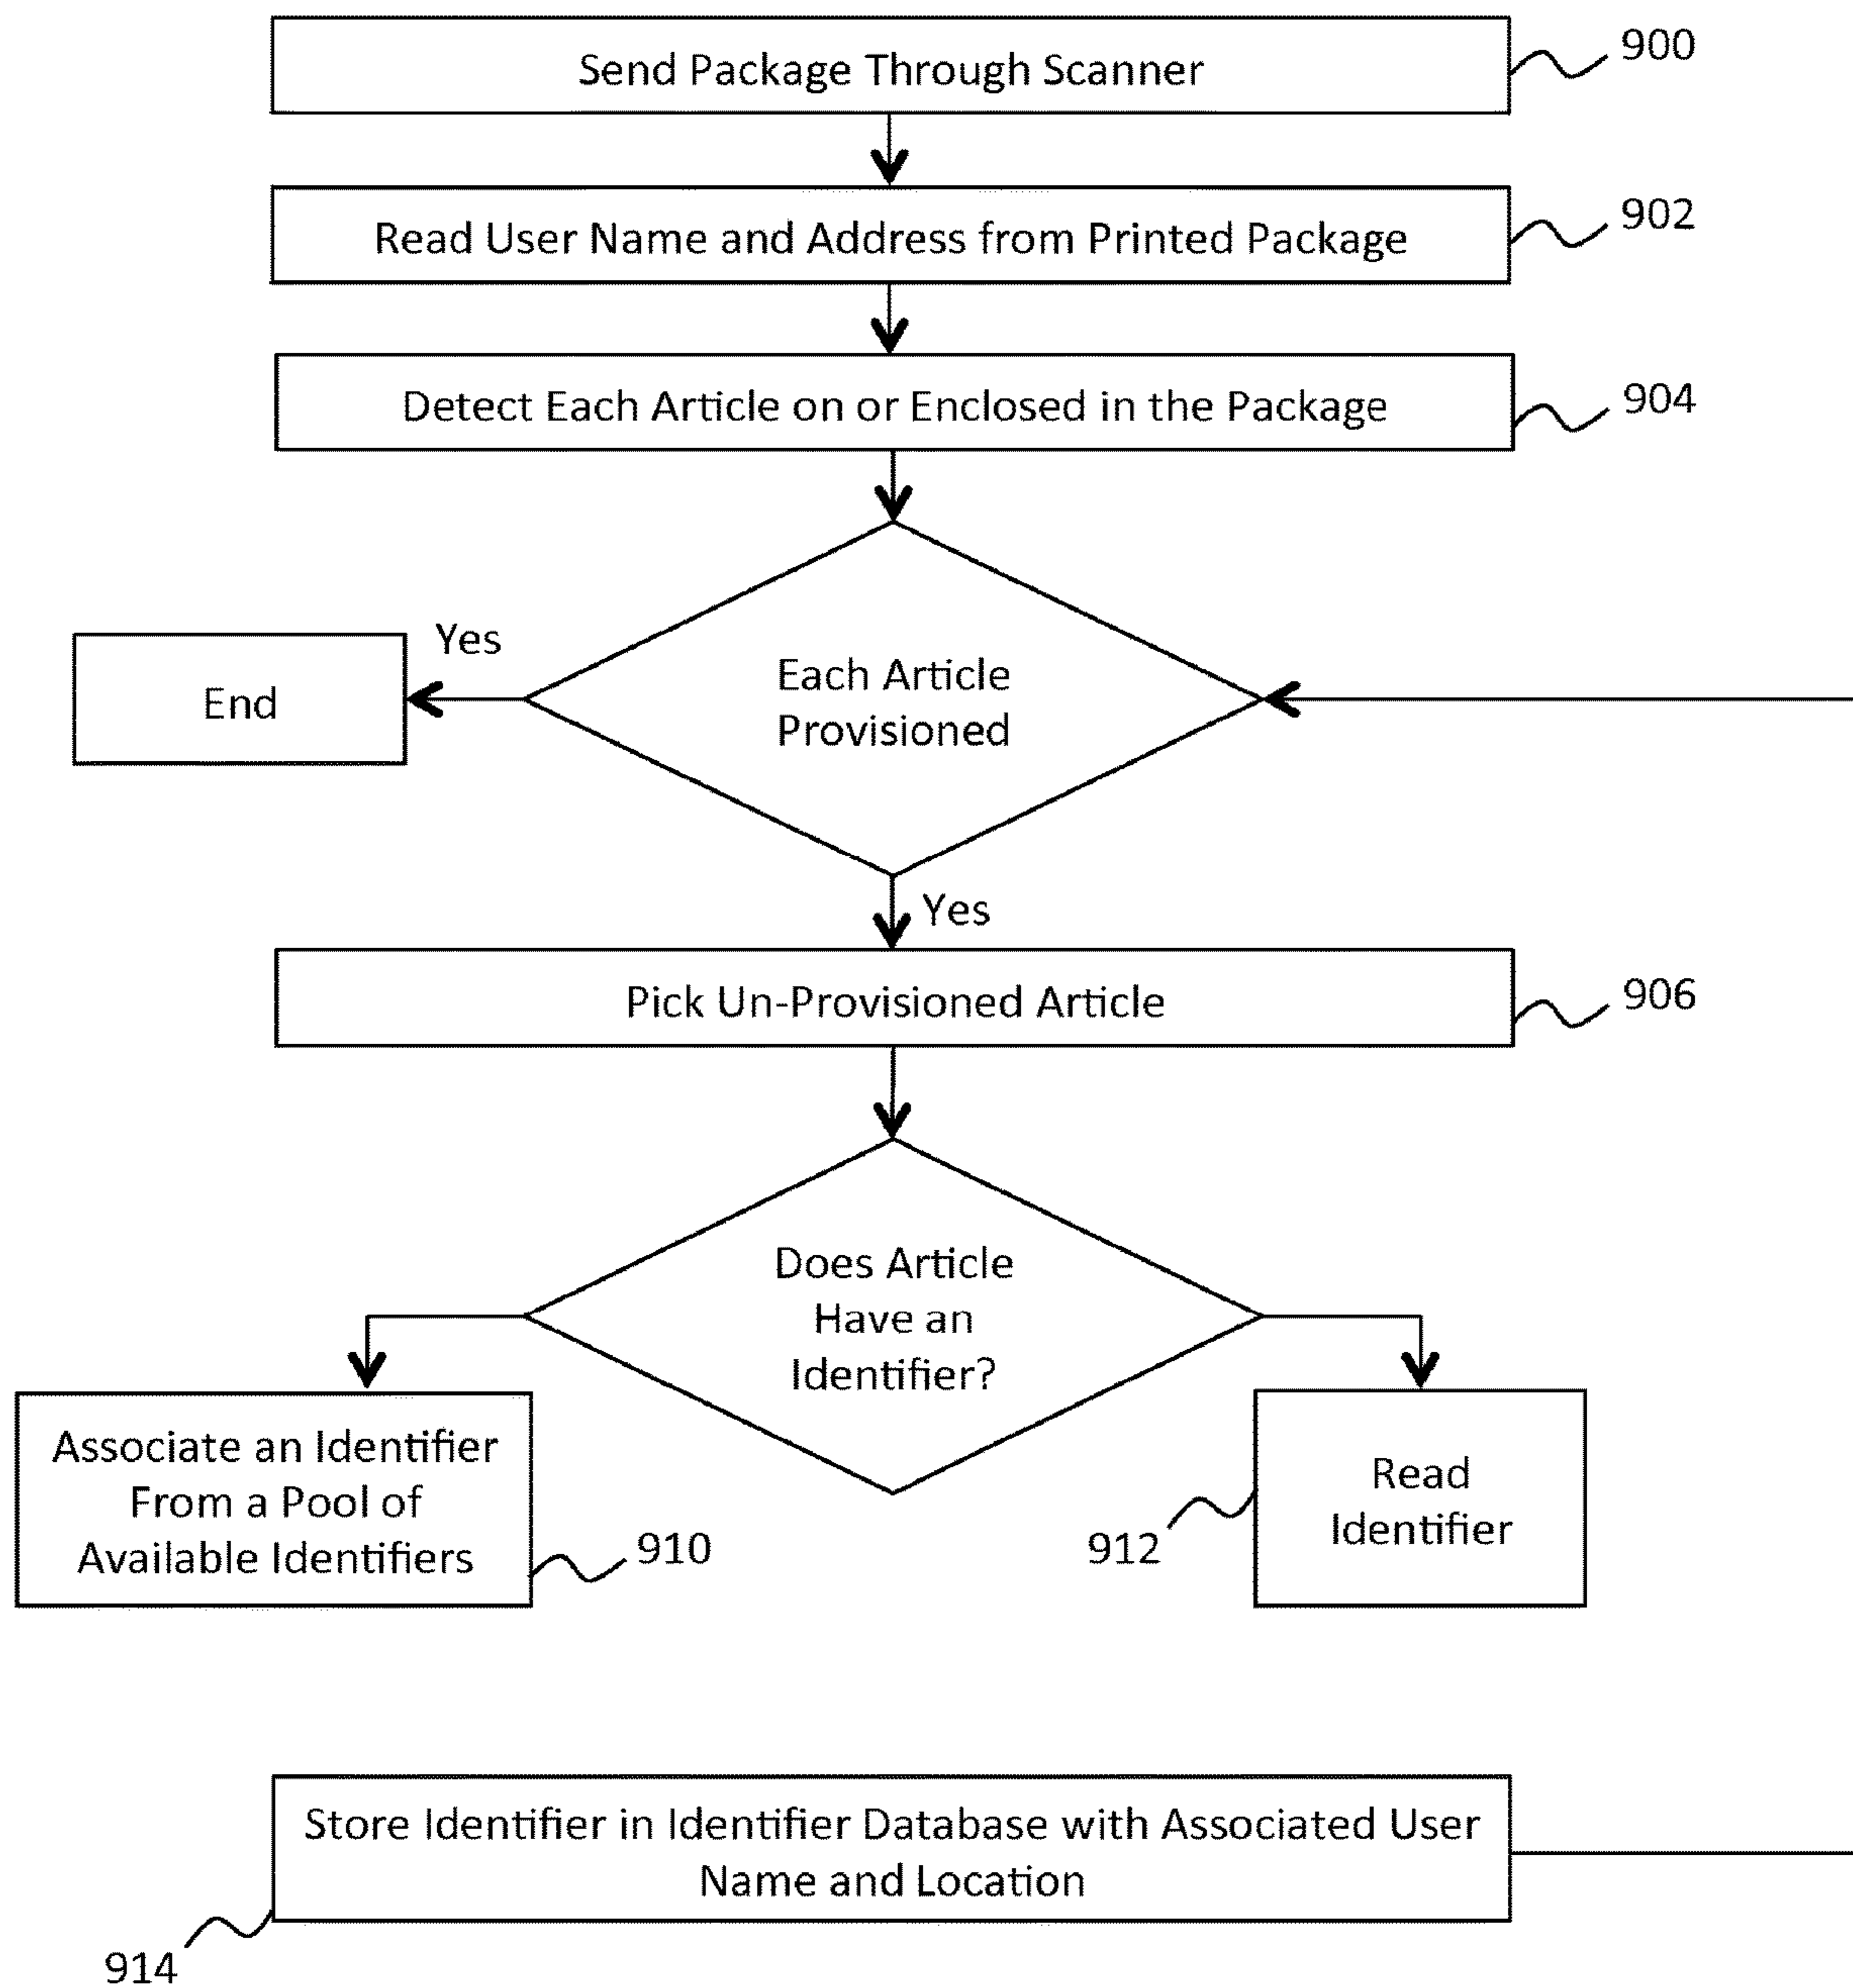 Send Package Through Scanner
900
Read User Name and Address from Printed Package
902
Detect Each Article on or Enclosed in the Package
904
Each Article
Provisioned
Yes
End
Yes
Pick Un-Provisioned Article
906
Does Article
Have an
Identifier?
Associate an Identifier
From a Pool of
Available Identifiers
910
Read
Identifier
912
Store Identifier in Identifier Database with Associated User
Name and Location
914